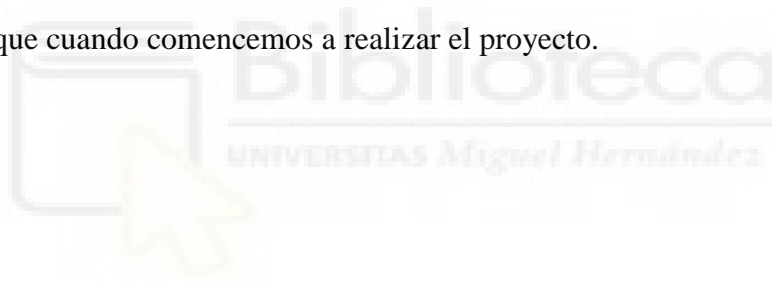 que cuando comencemos a realizar el proyecto.
Biblioteca
UNIVERSITAS Miguel Hernández